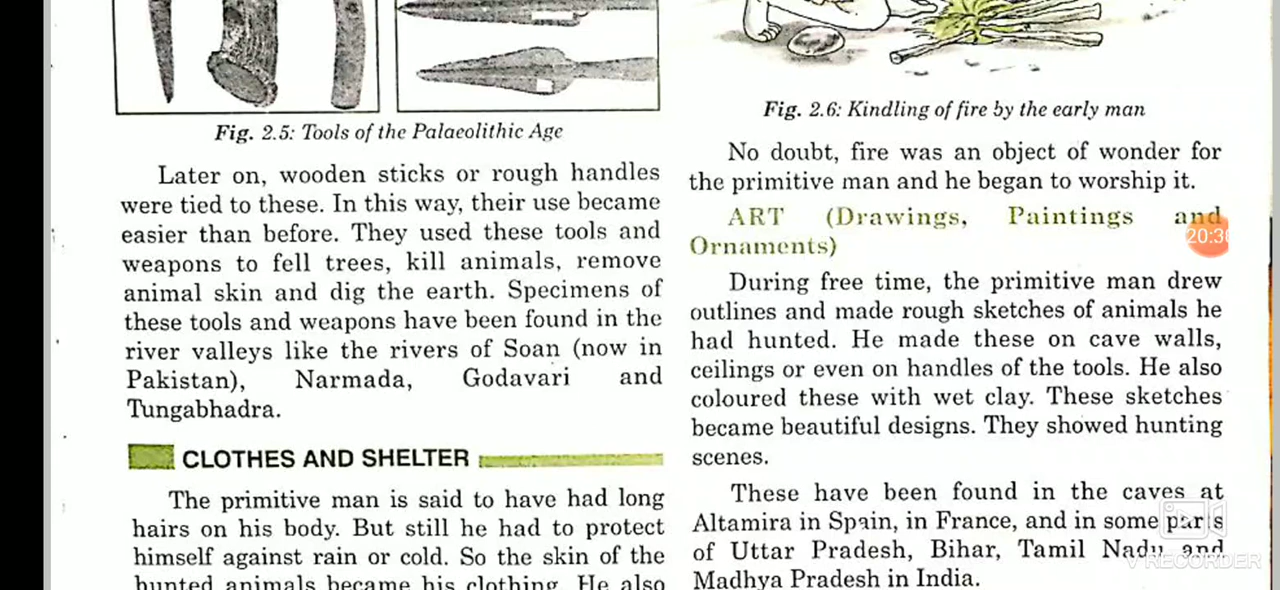 Fig. 2.5: Tools of the Palaeolithic Age
Later on, wooden sticks or rough handles
were tied to these. In this way, their use became
easier than before. They used these tools and
weapons to fell trees, kill animals, remove
animal skin and dig the earth. Specimens of
these tools and weapons have been found in the
river valleys like the rivers of Soan (now in
Pakistan), Narmada, Godavari and
Tungabhadra.
CLOTHES AND SHELTER
The primitive man is said to have had long
hairs on his body. But still he had to protect
himself against rain or cold. So the skin of the
hunted animals became his clothing. He also
Fig. 2.6: Kindling of fire by the early man
No doubt, fire was an object of wonder for
the primitive man and he began to worship it.
ART (Drawings, Paintings and
Ornaments)
20:38
During free time, the primitive man drew
outlines and made rough sketches of animals he
had hunted. He made these on cave walls,
ceilings or even on handles of the tools. He also
coloured these with wet clay. These sketches
became beautiful designs. They showed hunting
scenes.
These have been found in the caves at
Altamira in Spain, in France, and in some parts
of Uttar Pradesh, Bihar, Tamil Nadu and
Madhya Pradesh in India.
V RECORDER